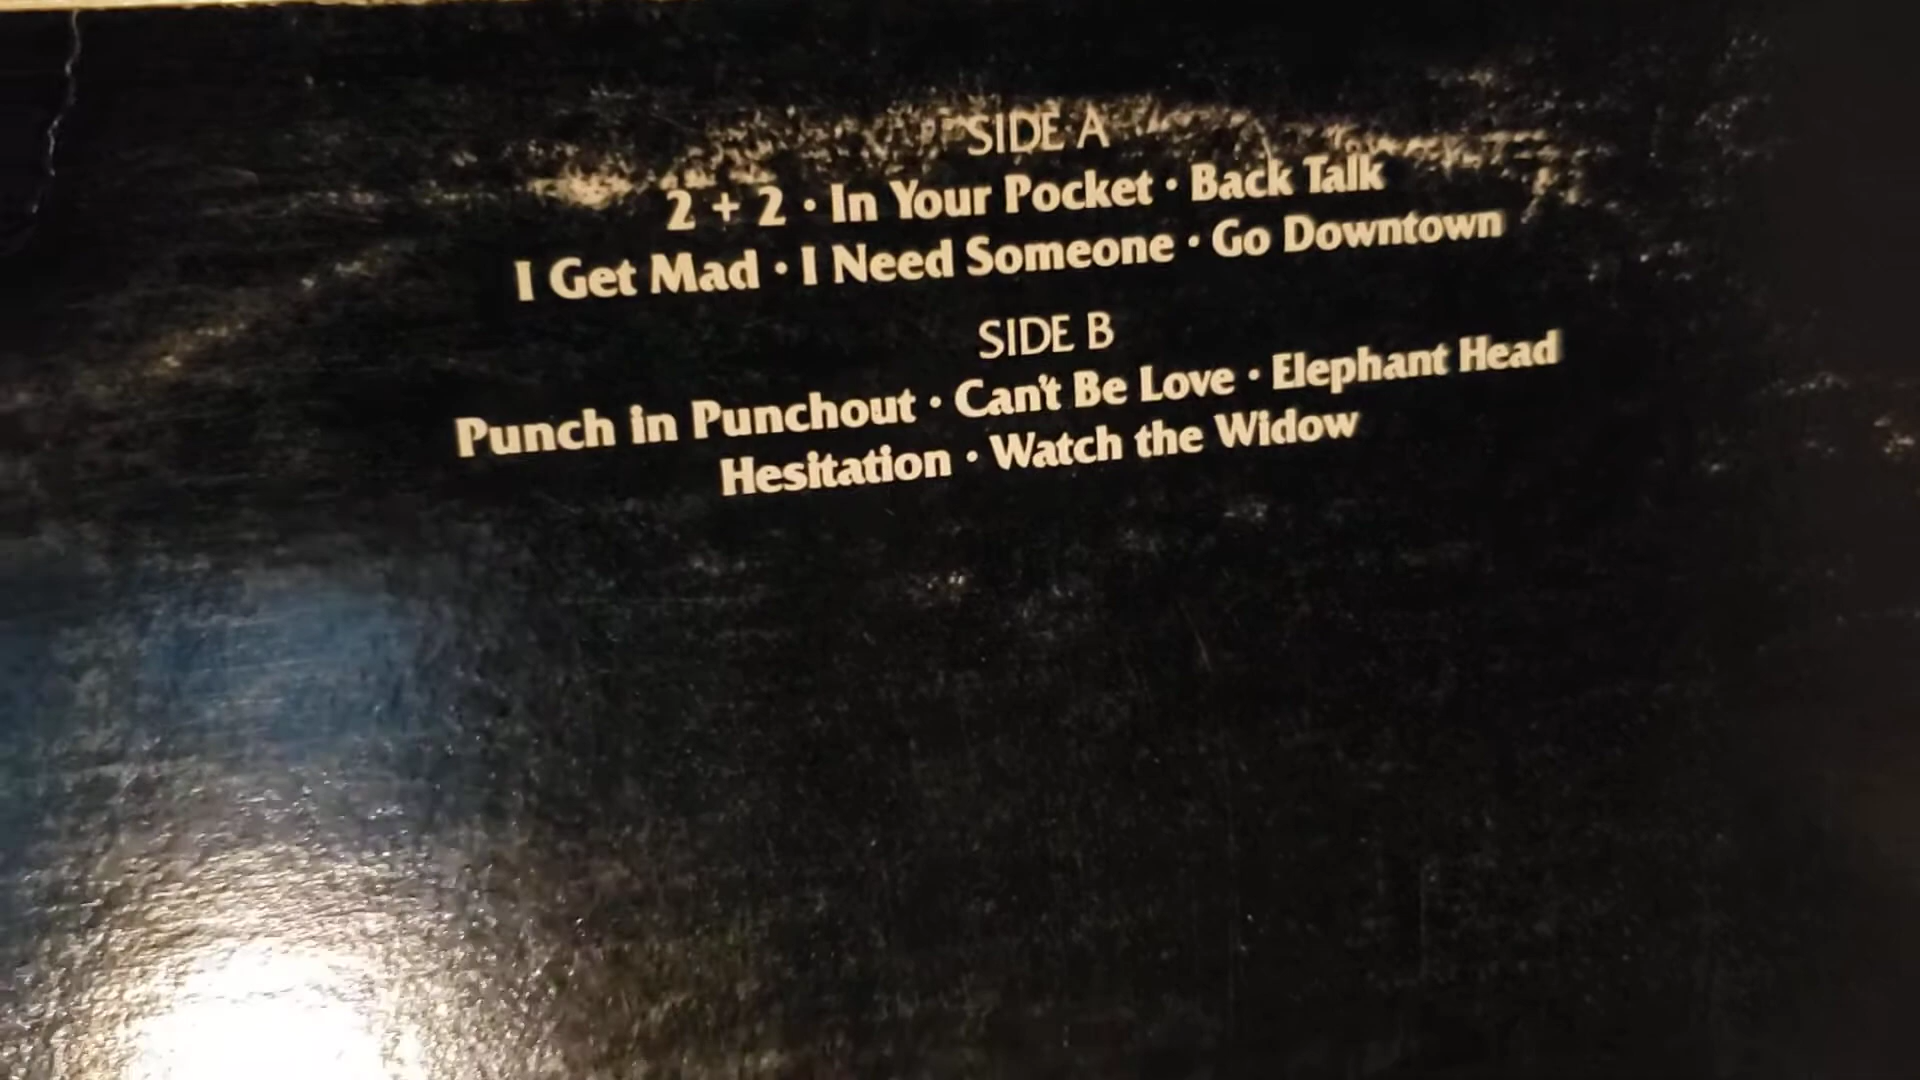 SIDE A
2 + 2 • In Your Pocket • Back Talk
I Get Mad • I Need Someone • Go Downtown
SIDE B
Punch in Punchout • Can't Be Love • Elephant Head
Hesitation • Watch the Widow